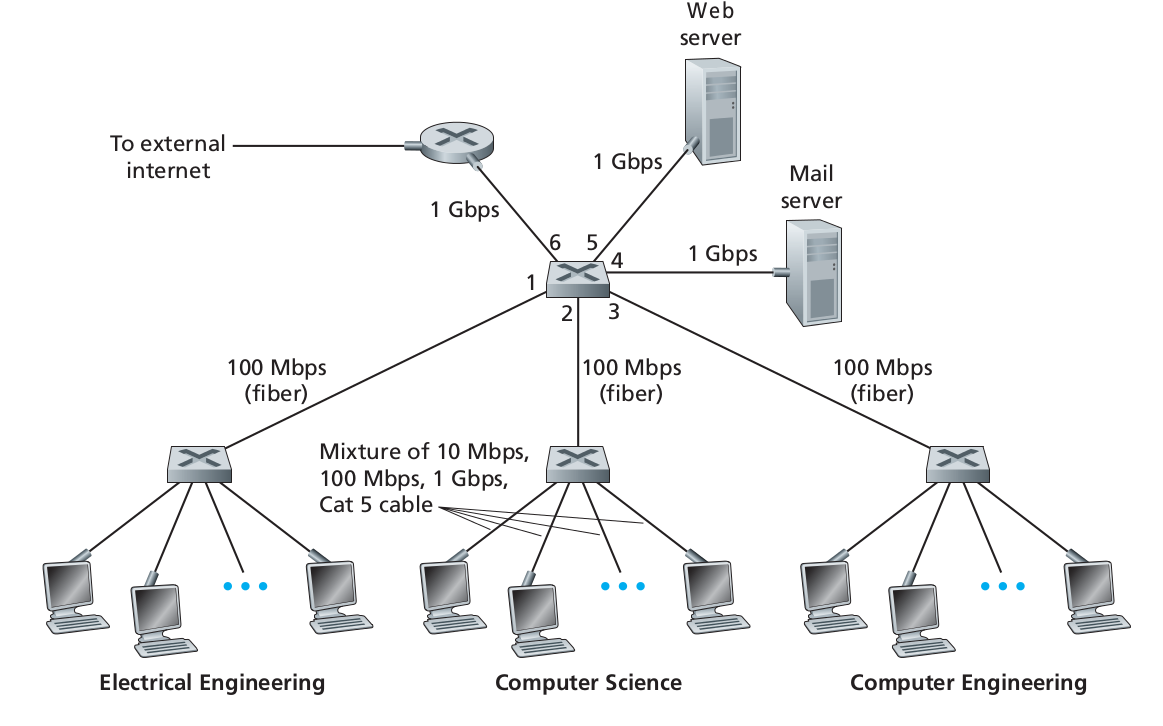 Web
server
To external
internet
1 Gbps
Mail
server
1 Gbps
1 Gbps
6
5
4
1
2
3
100 Mbps
(fiber)
100 Mbps
(fiber)
100 Mbps
(fiber)
Mixture of 10 Mbps,
100 Mbps, 1 Gbps,
Cat 5 cable
Electrical Engineering
Computer Science
Computer Engineering